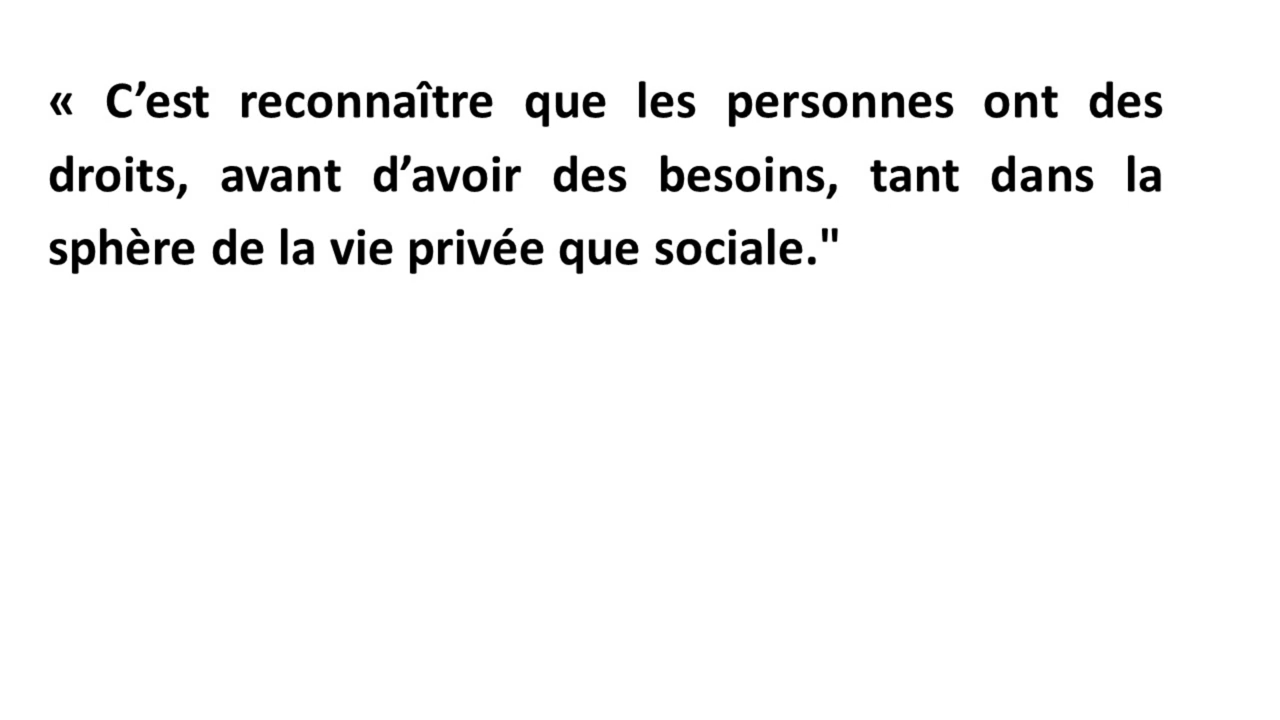 « C’est reconnaître que les personnes ont des
droits, avant d’avoir des besoins, tant dans la
sphère de la vie privée que sociale."